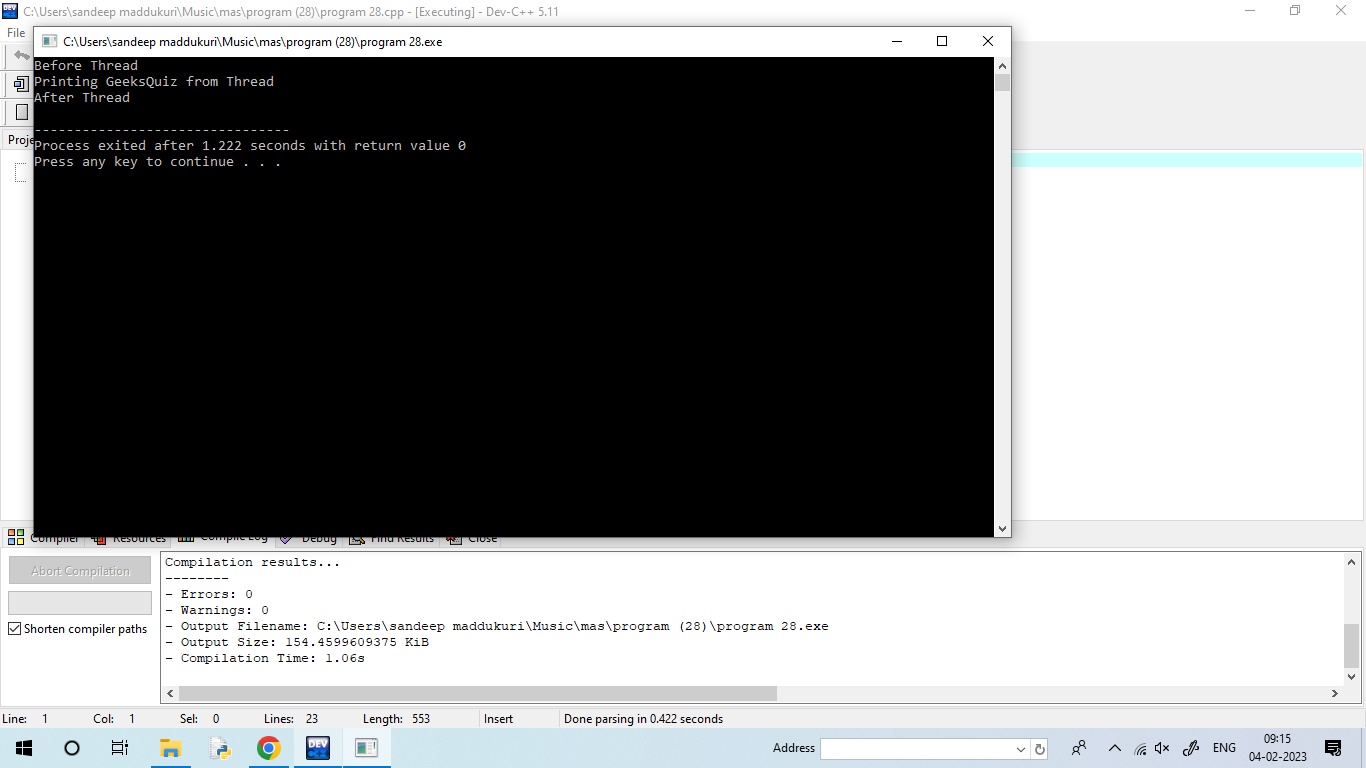 C:\Users\sandeep maddukuri\Music\mas\program (28)\program 28.cpp - [Executing] - Dev-C++ 5.11
File
C:\Users\sandeep maddukuri\Music\mas\program (28)\program 28.exe
Before Thread
Printing GeeksQuiz from Thread
After Thread
--------------------------------
Process exited after 1.222 seconds with return value 0
Press any key to continue . . .
Proje
Compiler Resources Compile Log Debug Find Results Close
Abort Compilation
Shorten compiler paths
Compilation results...
--------
- Errors: 0
- Warnings: 0
- Output Filename: C:\Users\sandeep maddukuri\Music\mas\program (28)\program 28.exe
- Output Size: 154.4599609375 KiB
- Compilation Time: 1.06s
Line: 1 Col: 1 Sel: 0 Lines: 23 Length: 553 Insert Done parsing in 0.422 seconds
DEV
Address
ENG
09:15
04-02-2023